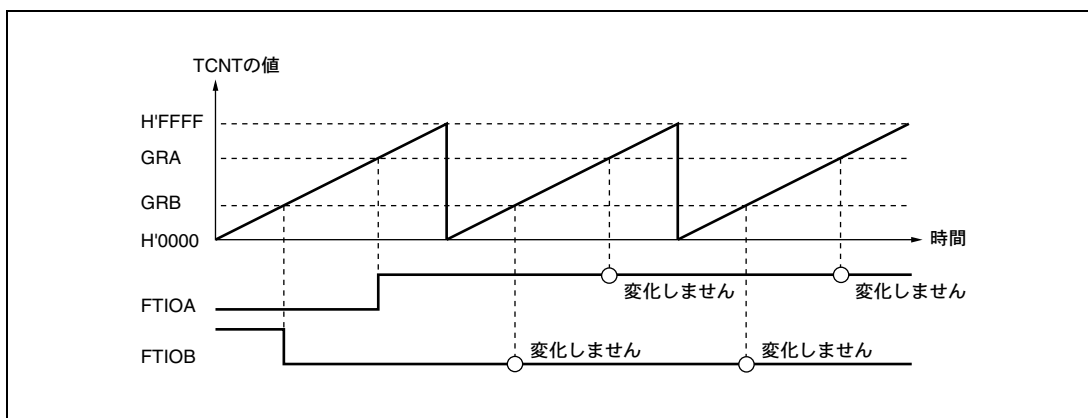 TCNTの値
H'FFFF
GRA
GRB
H'0000
時間
変化しません
変化しません
FTIOA
変化しません
変化しません
FTIOB